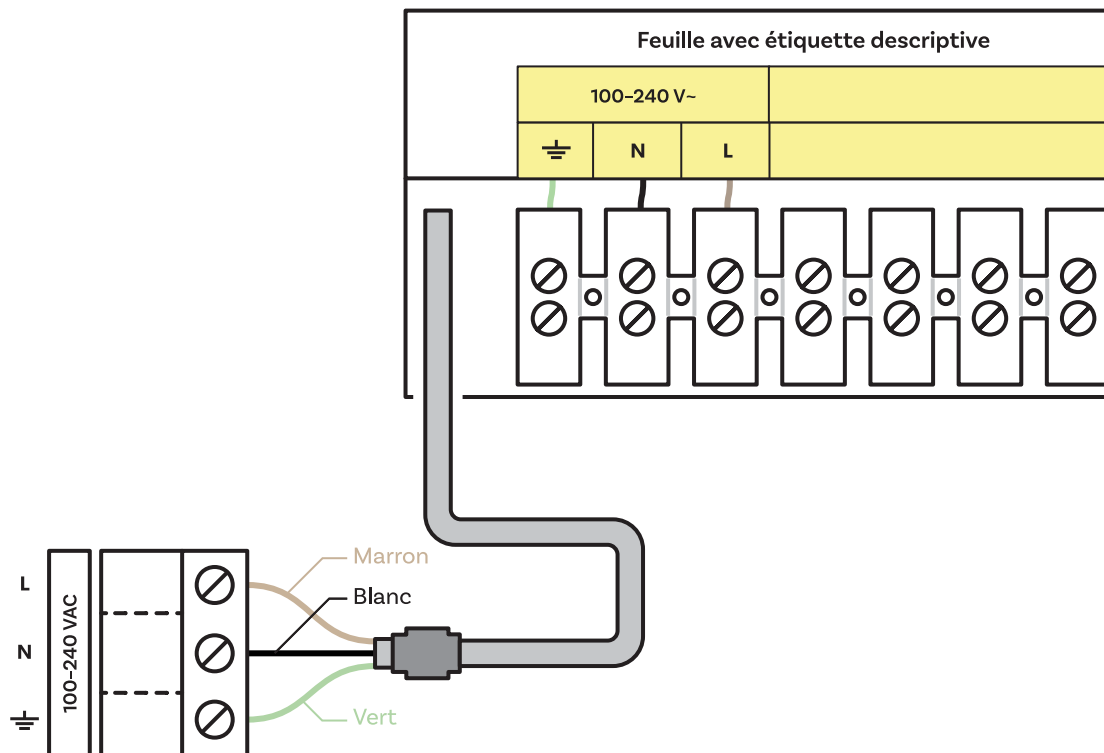 Feuille avec étiquette descriptive
100–240 V~
N
L
Marron
L
Blanc
100–240 VAC
N
Vert